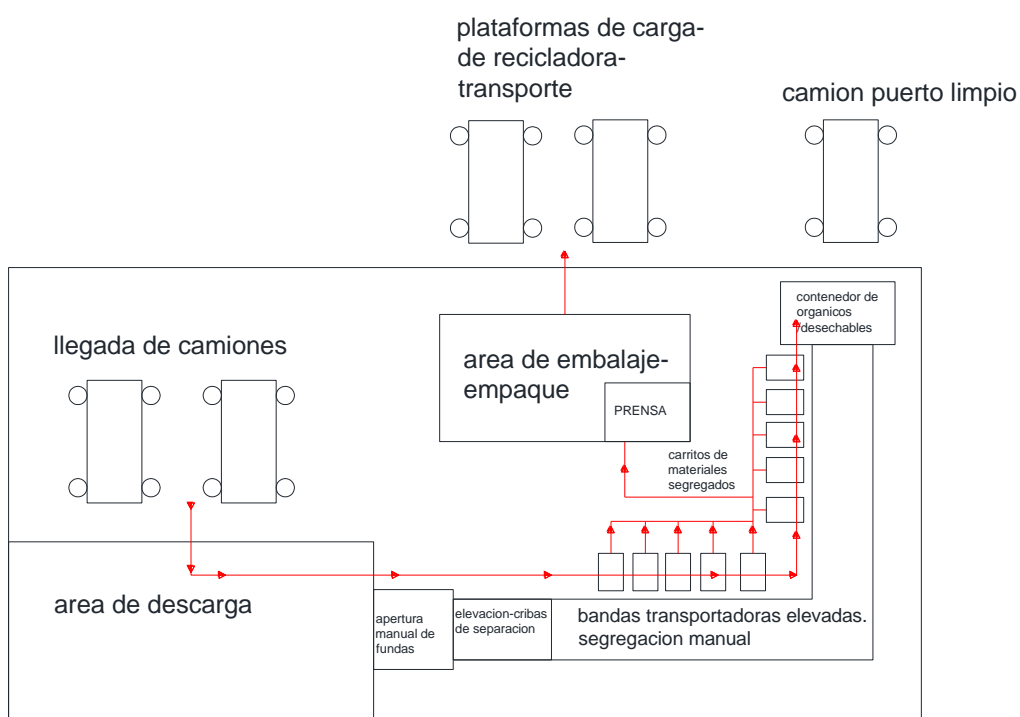 plataformas de carga-
de recicladora-
transporte
camion puerto limpio
contenedor de
organicos
/desechables
llegada de camiones
area de embalaje-
empaque
PRENSA
carritos de
materiales
segregados
area de descarga
apertura
manual de
fundas
elevacion-cribas
de separacion
bandas transportadoras elevadas.
segregacion manual